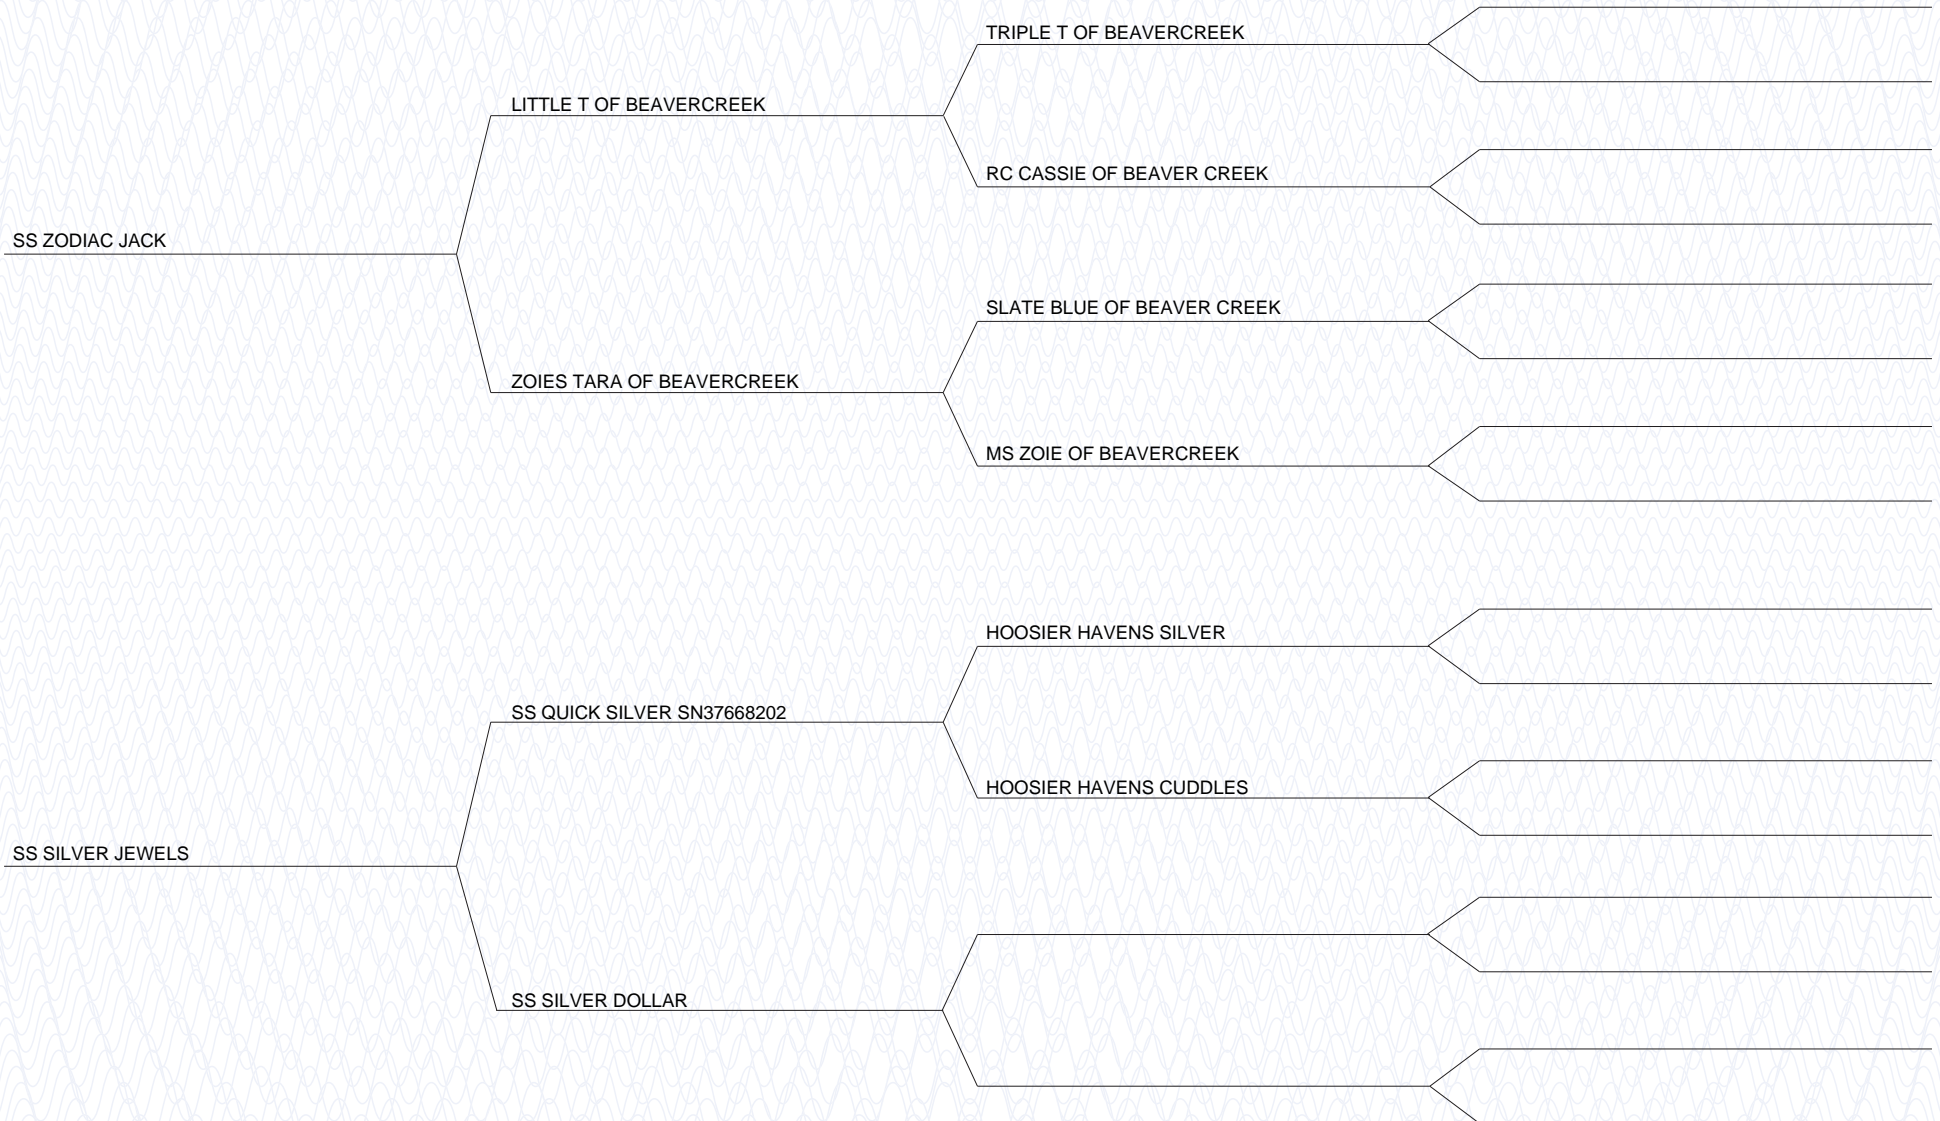 TRIPLE T OF BEAVERCREEK
LITTLE T OF BEAVERCREEK
RC CASSIE OF BEAVER CREEK
SS ZODIAC JACK
SLATE BLUE OF BEAVER CREEK
ZOIES TARA OF BEAVERCREEK
MS ZOIE OF BEAVERCREEK
HOOSIER HAVENS SILVER
SS QUICK SILVER SN37668202
HOOSIER HAVENS CUDDLES
SS SILVER JEWELS
SS SILVER DOLLAR